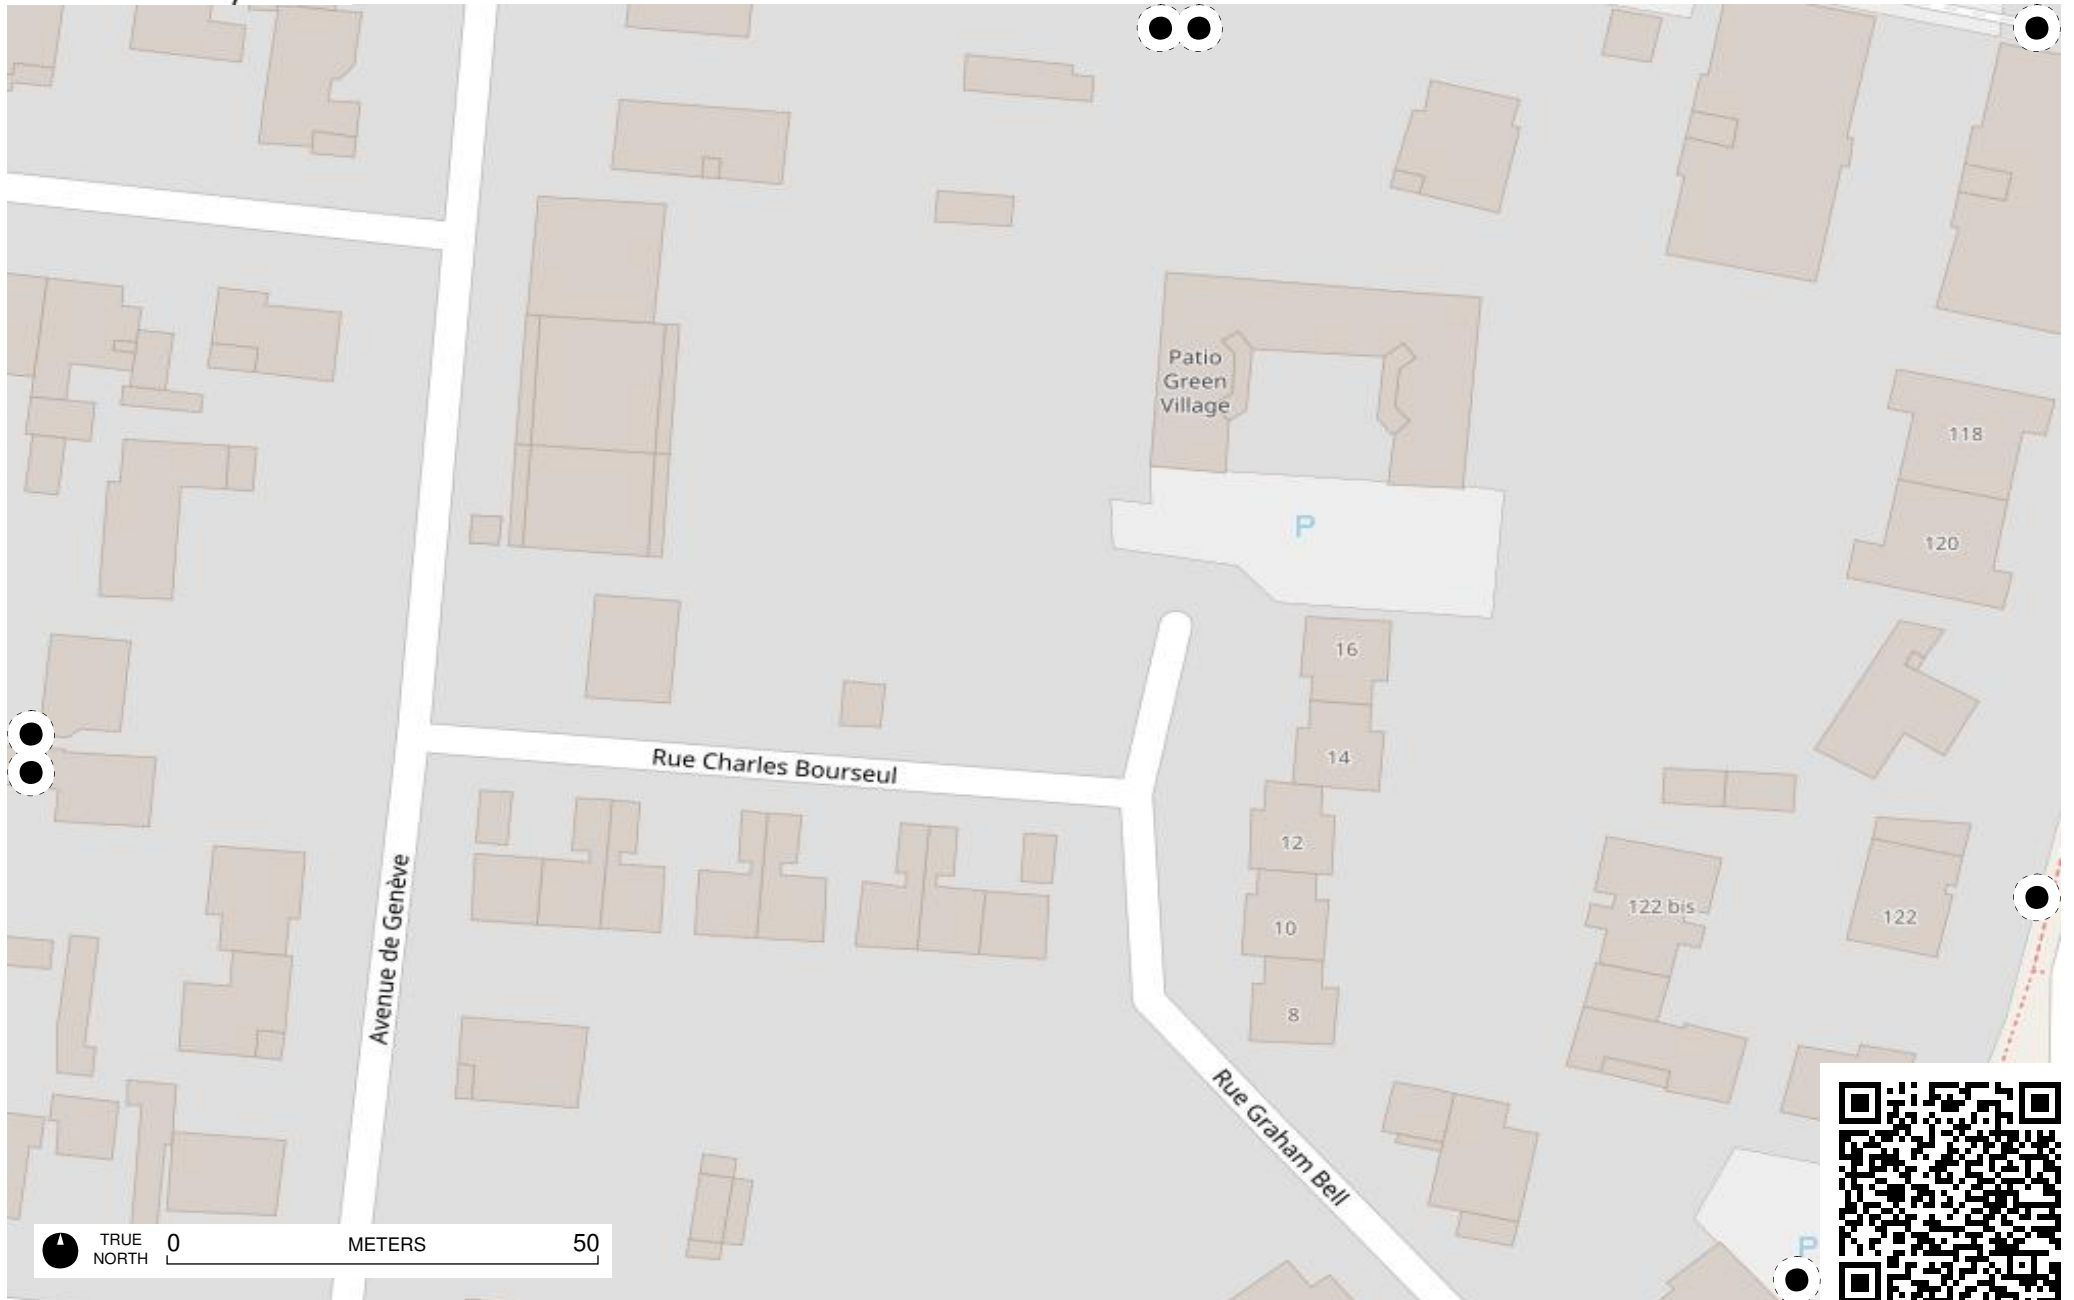 Patio
Green
Village
118
P
120
16
14
Rue Charles Bourseul
12
122 bis
122
10
Avenue de Genève
8
Rue Graham Bell
TRUE
NORTH
0 METERS 50
P